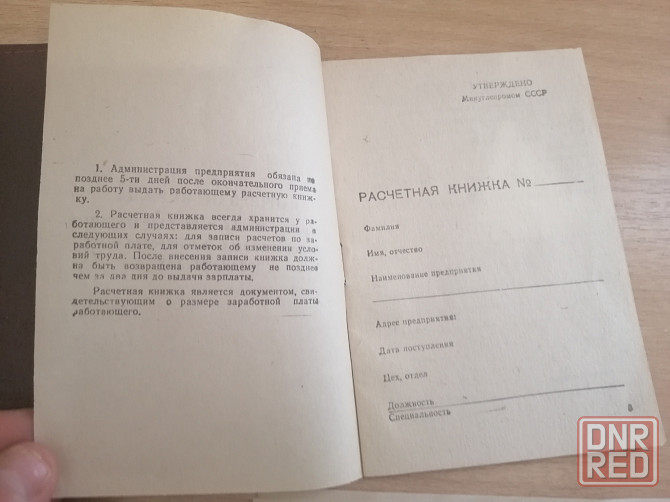 1. Администрация предприятия обязана не
позднее 5-ти дней после окончательного приема
на работу выдать работающему расчетную книж-
ку.
2. Расчетная книжка всегда хранится у ра-
ботающего и представляется администрации в
следующих случаях: для записи расчетов по за-
работной плате, для отметок об изменении усло-
вий труда. После внесения записи книжка долж-
на быть возвращена работающему не позднее
чем за два дня до выдачи зарплаты.
Расчетная книжка является документом, сви-
детельствующим о размере заработной платы
работающего.
УТВЕРЖДЕНО
Минуглепромом СССР
РАСЧЕТНАЯ КНИЖКА №
Фамилия
Имя, отчество
Наименование предприятия
Адрес предприятия:
Дата поступления
Цех, отдел
Должность
Специальность
3
DNR
RED